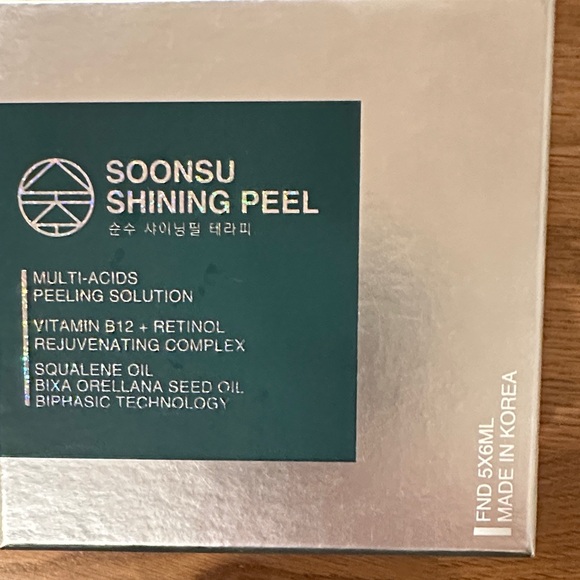 SOONSU
SHINING PEEL
순수 샤이닝필 테라피
MULTI-ACIDS
PEELING SOLUTION
VITAMIN B12 + RETINOL
REJUVENATING COMPLEX
SQUALENE OIL
BIXA ORELLANA SEED OIL
BIPHASIC TECHNOLOGY
FND 5X6ML
MADE IN KOREA